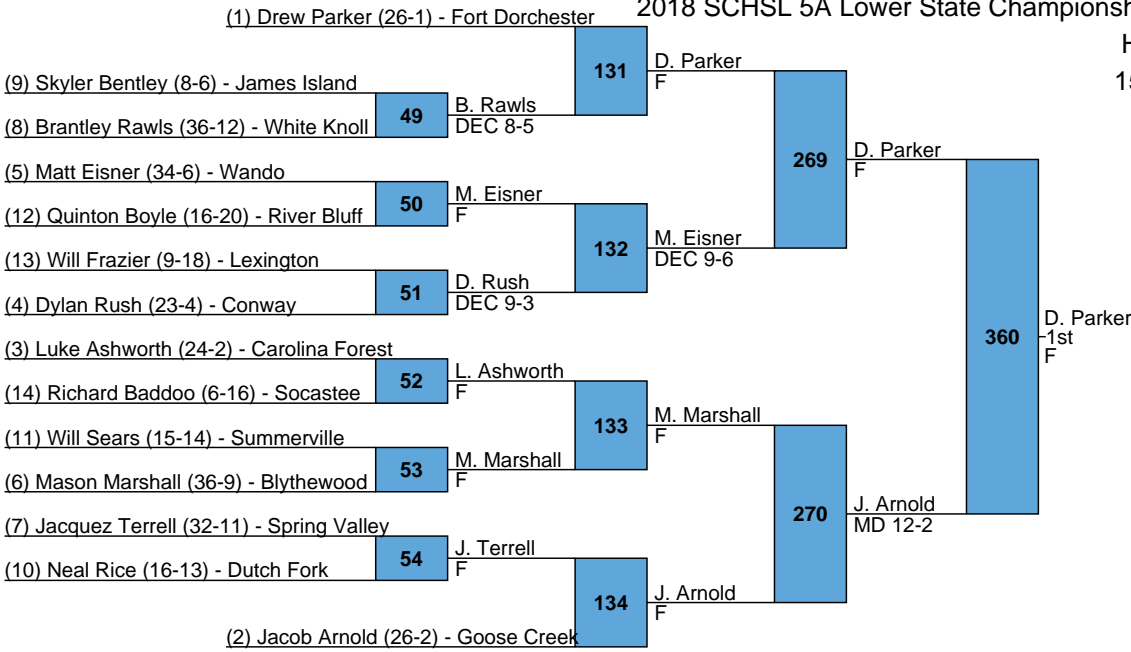 2018 SCHSL 5A Lower State Championsh
H
15
(1) Drew Parker (26-1) - Fort Dorchester
131
D. Parker
F
(9) Skyler Bentley (8-6) - James Island
49
B. Rawls
DEC 8-5
(8) Brantley Rawls (36-12) - White Knoll
269
D. Parker
F
(5) Matt Eisner (34-6) - Wando
50
M. Eisner
F
(12) Quinton Boyle (16-20) - River Bluff
132
M. Eisner
DEC 9-6
(13) Will Frazier (9-18) - Lexington
51
D. Rush
DEC 9-3
(4) Dylan Rush (23-4) - Conway
360
D. Parker
1st
F
(3) Luke Ashworth (24-2) - Carolina Forest
52
L. Ashworth
F
(14) Richard Baddoo (6-16) - Socastee
133
M. Marshall
F
(11) Will Sears (15-14) - Summerville
53
M. Marshall
F
(6) Mason Marshall (36-9) - Blythewood
270
J. Arnold
MD 12-2
(7) Jacquez Terrell (32-11) - Spring Valley
54
J. Terrell
F
(10) Neal Rice (16-13) - Dutch Fork
134
J. Arnold
F
(2) Jacob Arnold (26-2) - Goose Creek